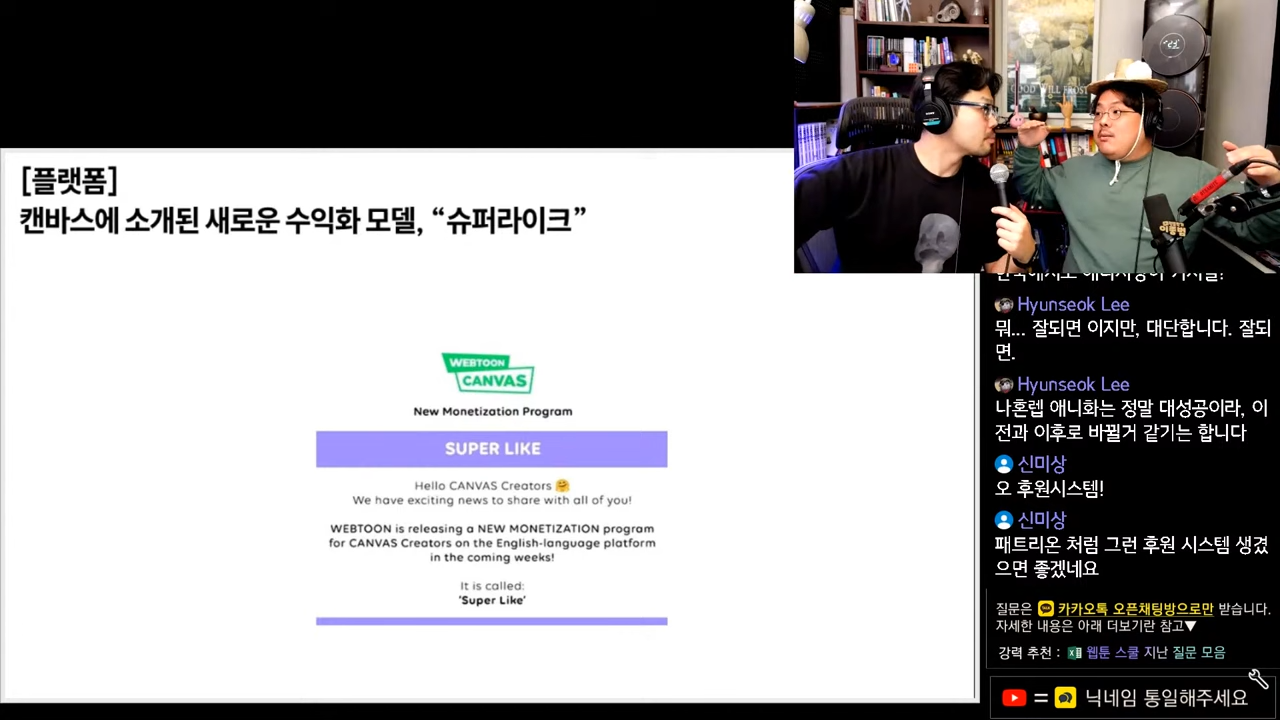 [플랫폼]
캔바스에 소개된 새로운 수익화 모델, “슈퍼라이크”
WEBTOON
CANVAS
New Monetization Program
SUPER LIKE
Hello CANVAS Creators 🤗
We have exciting news to share with all of you!
WEBTOON is releasing a NEW MONETIZATION program
for CANVAS Creators on the English-language platform
in the coming weeks!
It is called:
'Super Like'
GOOD WILL FROST
이종범
Hyunseok Lee
뭐... 잘되면 이지만, 대단합니다. 잘되
면.
Hyunseok Lee
나혼렙 애니화는 정말 대성공이라, 이
전과 이후로 바뀔거 같기는 합니다
신미상
오 후원시스템!
신미상
패트리온 처럼 그런 후원 시스템 생겼
으면 좋겠네요
질문은 카카오톡 오픈채팅방으로만 받습니다.
자세한 내용은 아래 더보기란 참고▼
강력 추천 : 웹툰 스쿨 지난 질문 모음
= 닉네임 통일해주세요